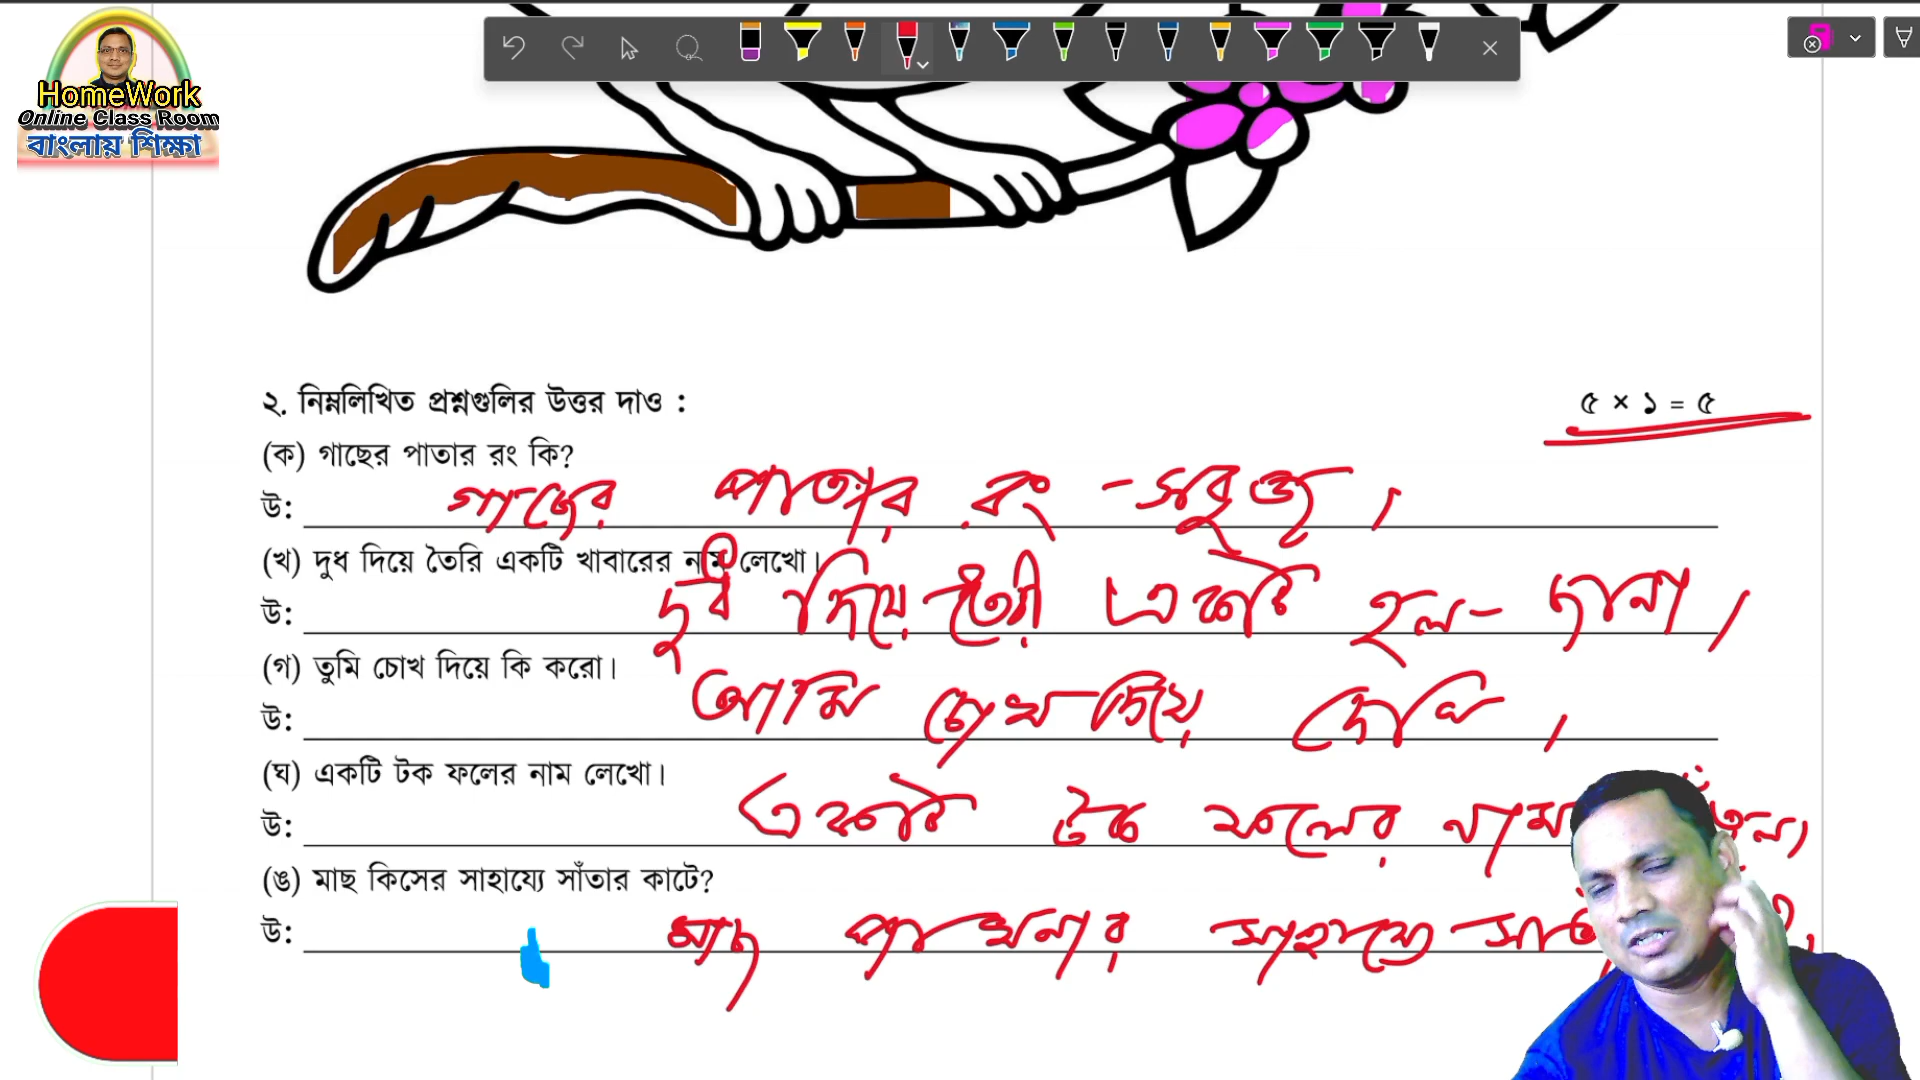 HomeWork
Online Class Room
বাংলায় শিক্ষা
২. নিম্নলিখিত প্রশ্নগুলির উত্তর দাও : ৫ × ১ = ৫
(ক) গাছের পাতার রং কি?
উ: গাছের পাতার রং - সবুজ।
(খ) দুধ দিয়ে তৈরি একটি খাবারের নাম লেখো।
উ: দুধ দিয়ে তৈরী একটি হল- ছানা।
(গ) তুমি চোখ দিয়ে কি করো।
উ: আমি চোখ দিয়ে দেখি।
(ঘ) একটি টক ফলের নাম লেখো।
উ: একটি টক ফলের নাম
(ঙ) মাছ কিসের সাহায্যে সাঁতার কাটে?
উ: মাছ পাখনার সাহায্যে